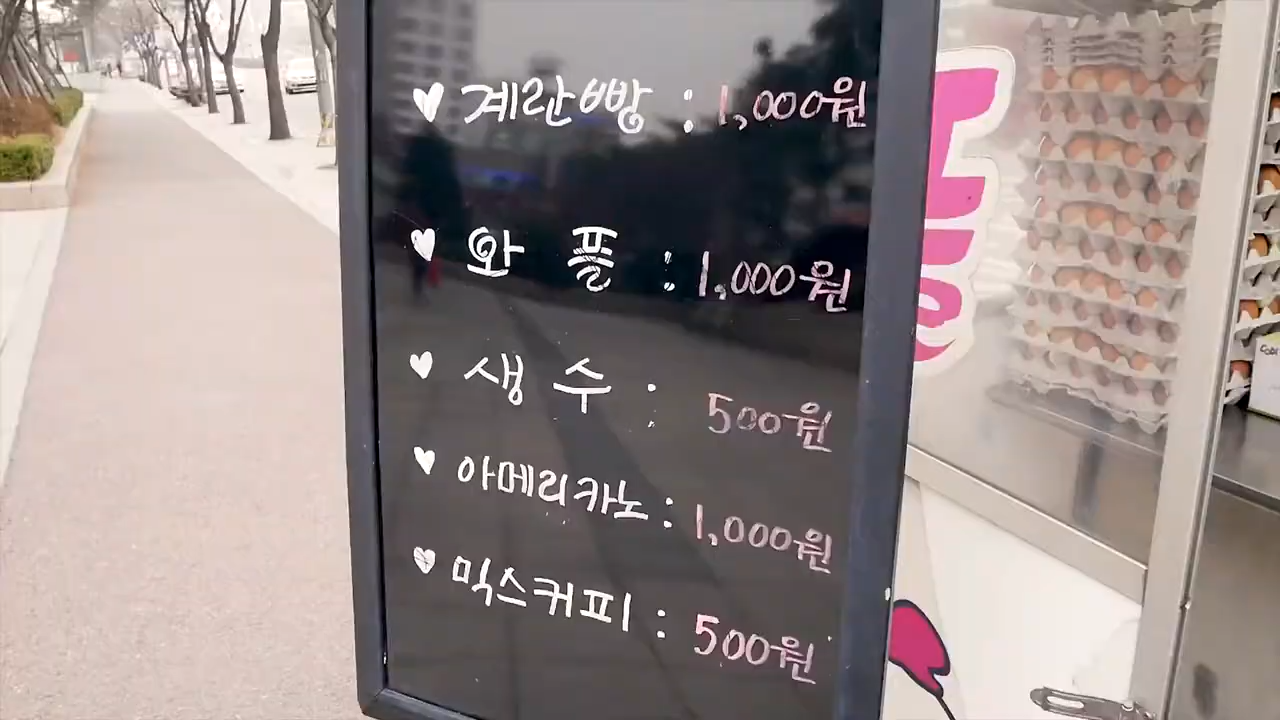 ♥ 계란빵 : 1,000원
♥ 와플 : 1,000원
♥ 생수 : 500원
♥ 아메리카노 : 1,000원
♥ 믹스커피 : 500원